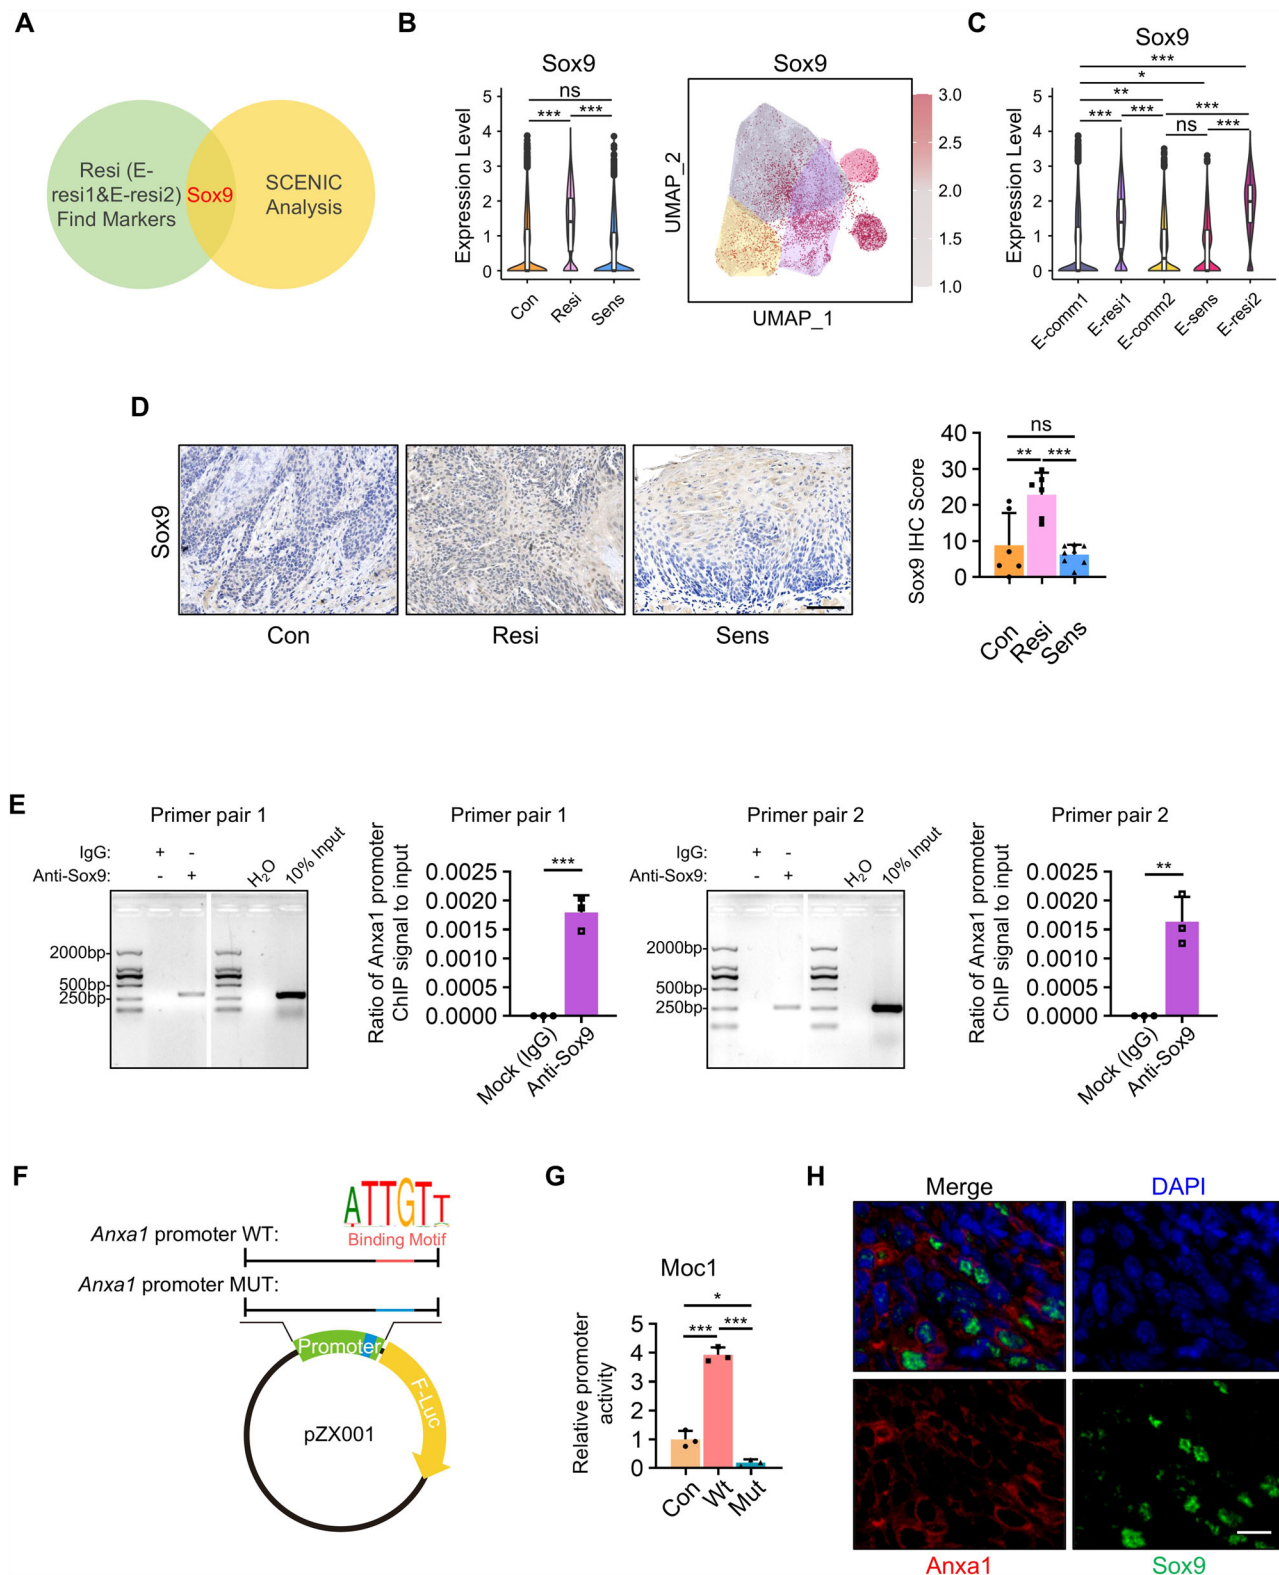 A
Resi (E-
resi1&E-resi2)
Find Markers
Sox9
SCENIC
Analysis
B
Sox9
Expression Level
5
4
3
2
1
0
ns
***
***
Con
Resi
Sens
Sox9
UMAP_2
UMAP_1
3.0
2.5
2.0
1.5
1.0
C
Sox9
Expression Level
5
4
3
2
1
0
***
*
**
***
***
***
ns
***
E-comm1
E-resi1
E-comm2
E-sens
E-resi2
D
Sox9
Con
Resi
Sens
Sox9 IHC Score
40
30
20
10
0
ns
**
***
Con
Resi
Sens
E
Primer pair 1
IgG: + -
Anti-Sox9: - +
H2O
10% Input
2000bp
500bp
250bp
Primer pair 1
Ratio of Anxa1 promoter
ChIP signal to input
0.0025
0.0020
0.0015
0.0010
0.0005
0.0000
***
Mock (IgG)
Anti-Sox9
Primer pair 2
IgG: + -
Anti-Sox9: - +
H2O
10% Input
2000bp
500bp
250bp
Primer pair 2
Ratio of Anxa1 promoter
ChIP signal to input
0.0025
0.0020
0.0015
0.0010
0.0005
0.0000
**
Mock (IgG)
Anti-Sox9
F
ATTGTT
Anxa1 promoter WT:
Binding Motif
Anxa1 promoter MUT:
Promoter
F-Luc
pZX001
G
Moc1
Relative promoter
activity
5
4
3
2
1
0
*
***
***
Con
Wt
Mut
H
Merge
DAPI
Anxa1
Sox9